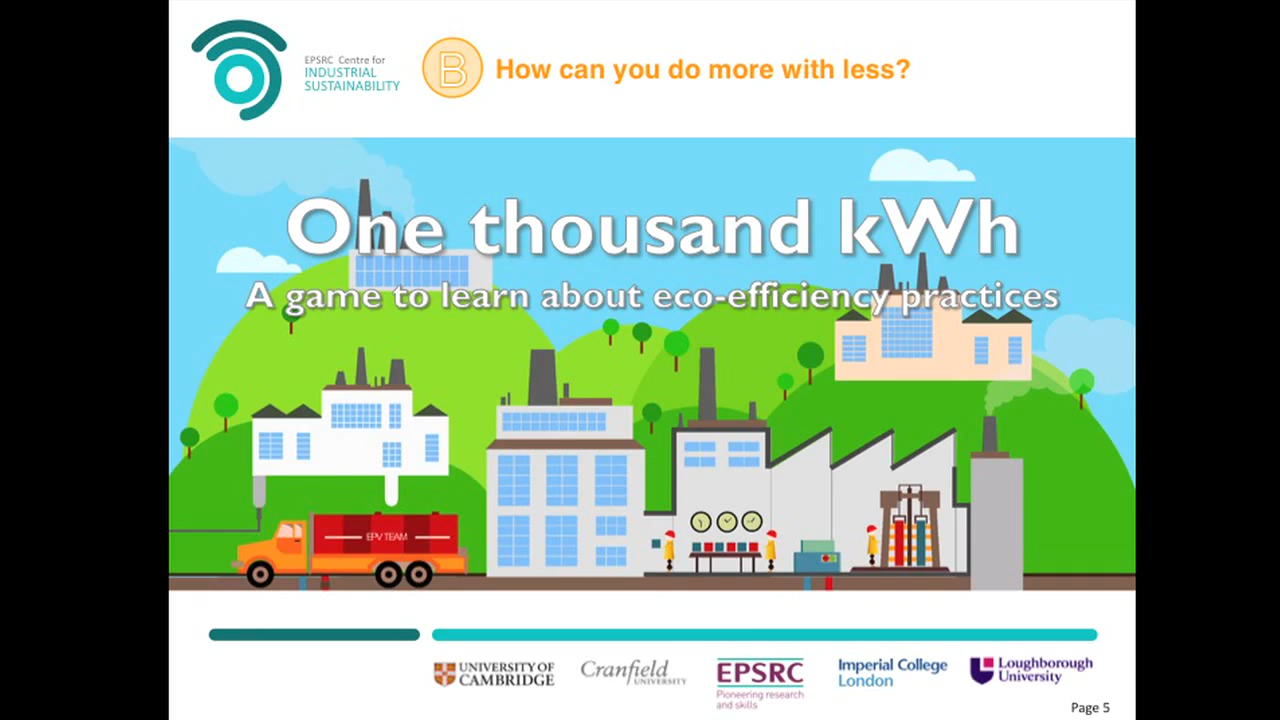 EPSRC Centre for
INDUSTRIAL
SUSTAINABILITY
B How can you do more with less?
One thousand kWh
A game to learn about eco-efficiency practices
EPV TEAM
UNIVERSITY OF
CAMBRIDGE
Cranfield
UNIVERSITY
EPSRC
Pioneering research
and skills
Imperial College
London
Loughborough
University
Page 5